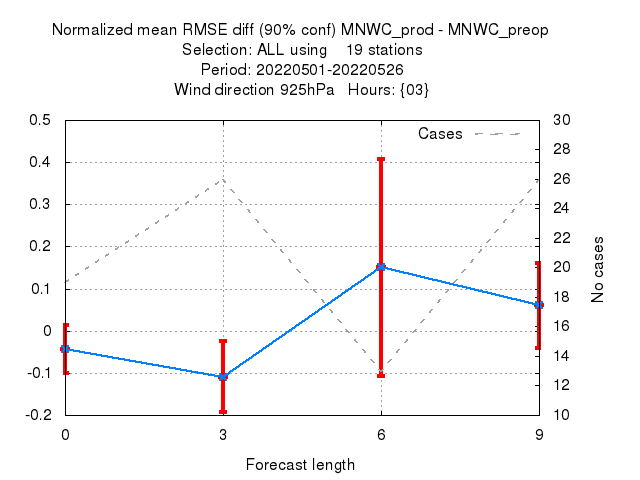 Normalized mean RMSE diff (90% conf) MNWC_prod - MNWC_preop
Selection: ALL using    19 stations
Period: 20220501-20220526
Wind direction 925hPa   Hours: {03}
Cases
0.5
0.4
0.3
0.2
0.1
0
-0.1
-0.2
30
28
26
24
22
20
18
16
14
12
10
No cases
0 3 6 9
Forecast length